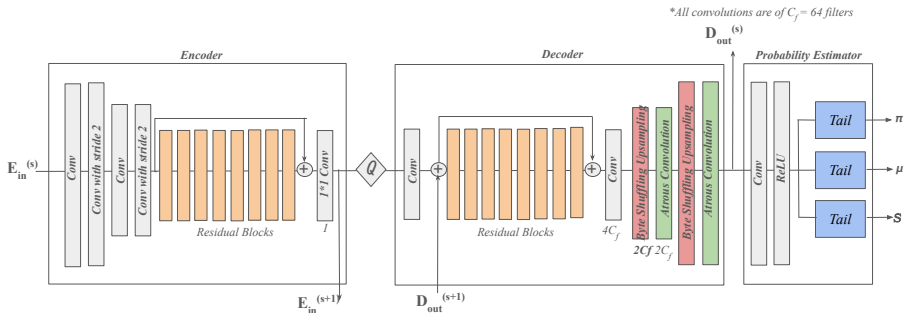 *All convolutions are of C_f = 64 filters
D_out^(s)
Encoder
Decoder
Probability Estimator
E_in^(s)
Conv
Conv with stride 2
Conv
Conv with stride 2
Residual Blocks
+
1*1 Conv
1
E_in^(s+1)
Q
Conv
+
D_out^(s+1)
Residual Blocks
+
Conv
4C_f
Byte Shuffling Upsampling
2Cf
Atrous Convolution
2C_f
Byte Shuffling Upsampling
Atrous Convolution
Conv
ReLU
Tail
π
Tail
μ
Tail
S